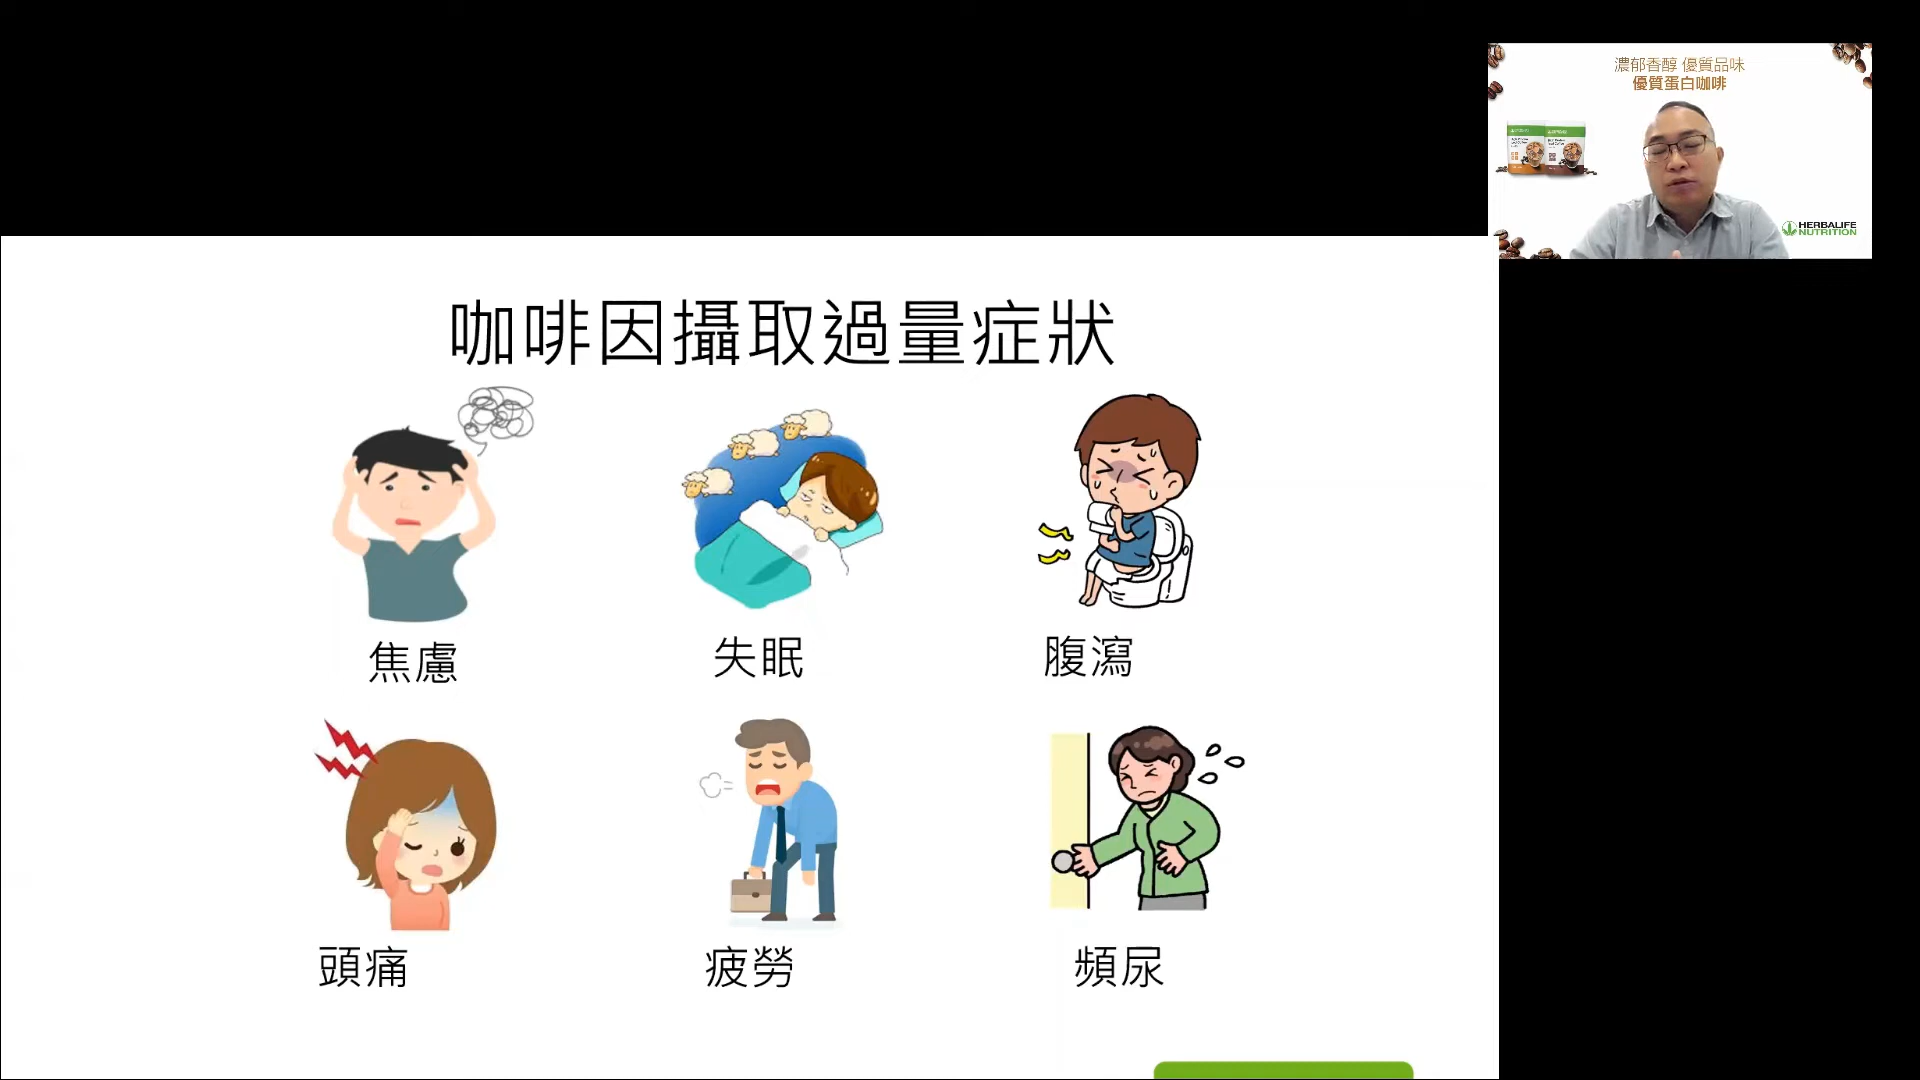 濃郁香醇 優質品味
優質蛋白咖啡
HERBALIFE
NUTRITION
咖啡因攝取過量症狀
焦慮
失眠
腹瀉
頭痛
疲勞
頻尿